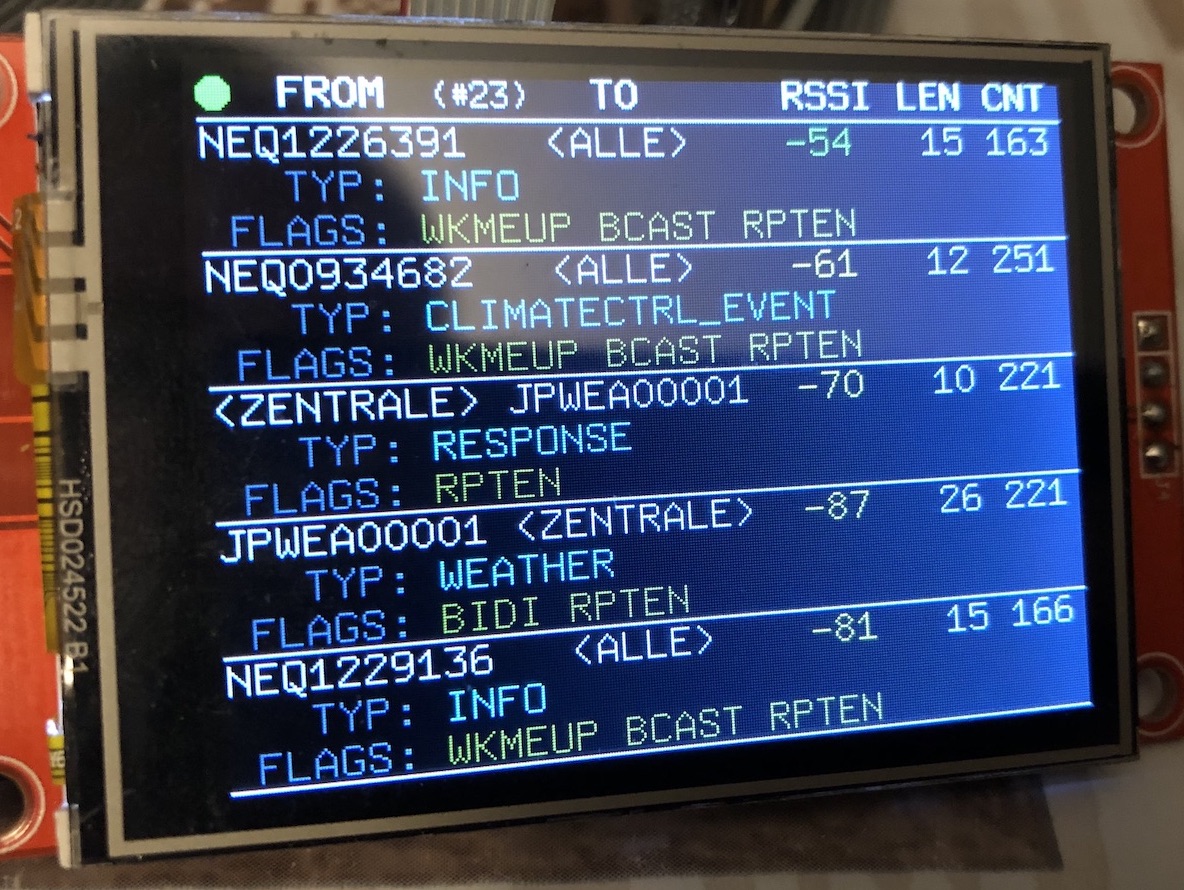 FROM (#23) TO RSSI LEN CNT
NEQ1226391 <ALLE> -54 15 163
TYP: INFO
FLAGS: WKMEUP BCAST RPTEN
NEQ0934682 <ALLE> -61 12 251
TYP: CLIMATECTRL_EVENT
FLAGS: WKMEUP BCAST RPTEN
<ZENTRALE> JPWEA00001 -70 10 221
TYP: RESPONSE
FLAGS: RPTEN
JPWEA00001 <ZENTRALE> -87 26 221
TYP: WEATHER
FLAGS: BIDI RPTEN
NEQ1229136 <ALLE> -81 15 166
TYP: INFO
FLAGS: WKMEUP BCAST RPTEN
HSD024522 B1